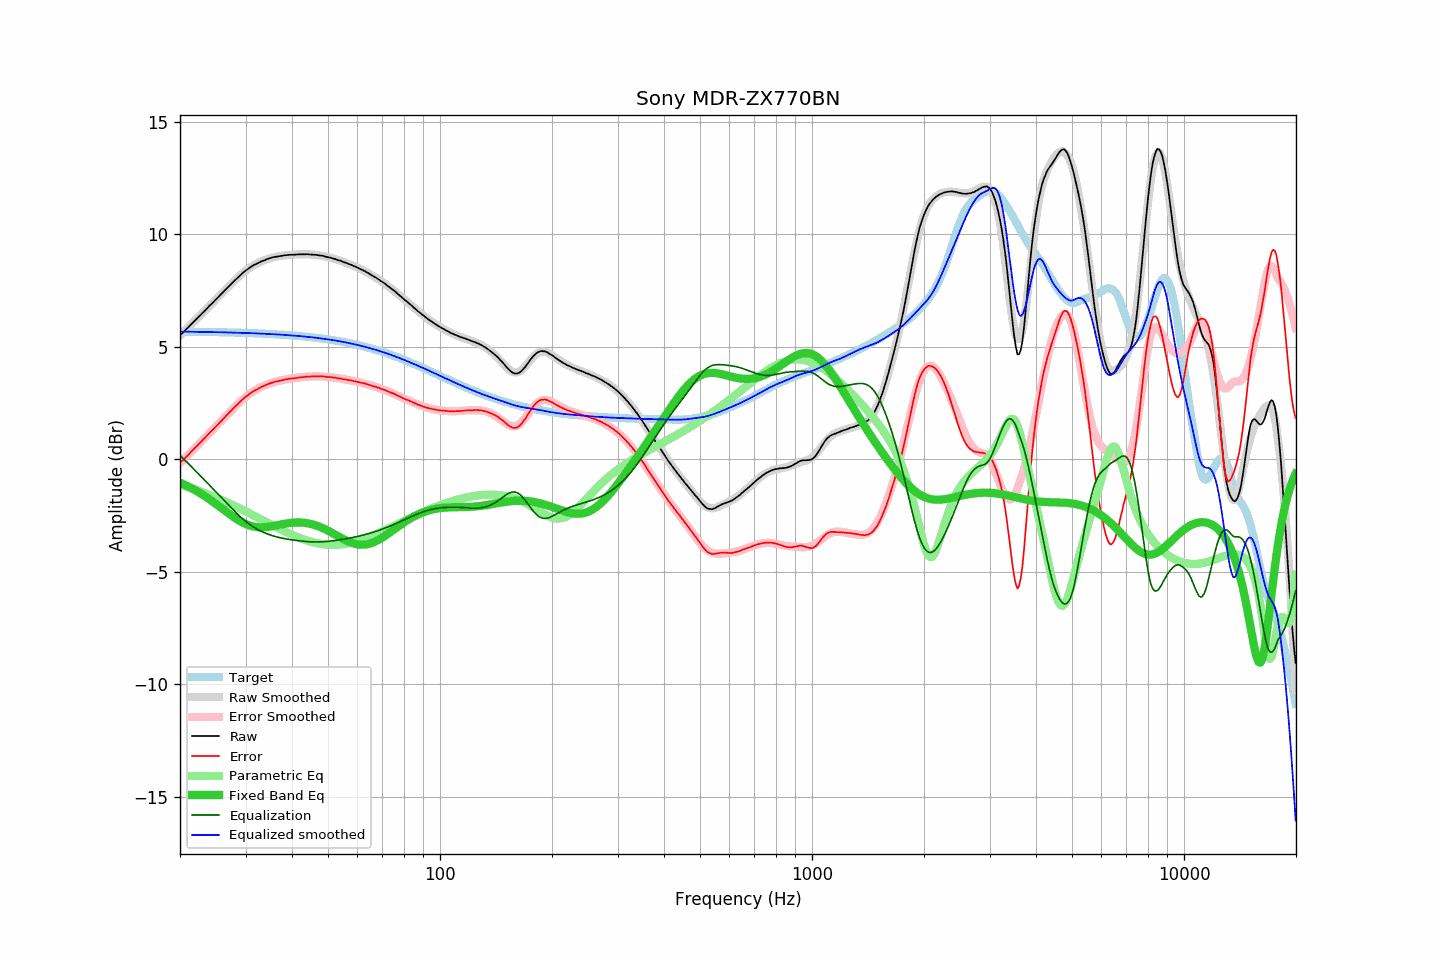 Sony MDR-ZX770BN
15
10
5
0
−5
−10
−15
Amplitude (dBr)
Target
Raw Smoothed
Error Smoothed
Raw
Error
Parametric Eq
Fixed Band Eq
Equalization
Equalized smoothed
100 1000 10000
Frequency (Hz)